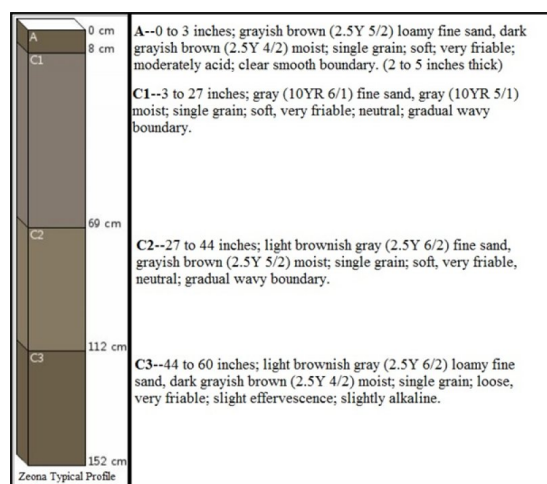 0 cm
A
8 cm
C1
69 cm
C2
112 cm
C3
152 cm
Zeona Typical Profile
A--0 to 3 inches; grayish brown (2.5Y 5/2) loamy fine sand, dark
grayish brown (2.5Y 4/2) moist; single grain; soft; very friable;
moderately acid; clear smooth boundary. (2 to 5 inches thick)
C1--3 to 27 inches; gray (10YR 6/1) fine sand, gray (10YR 5/1)
moist; single grain; soft, very friable; neutral; gradual wavy
boundary.
C2--27 to 44 inches; light brownish gray (2.5Y 6/2) fine sand,
grayish brown (2.5Y 5/2) moist; single grain; soft, very friable,
neutral; gradual wavy boundary.
C3--44 to 60 inches; light brownish gray (2.5Y 6/2) loamy fine
sand, dark grayish brown (2.5Y 4/2) moist; single grain; loose,
very friable; slight effervescence; slightly alkaline.